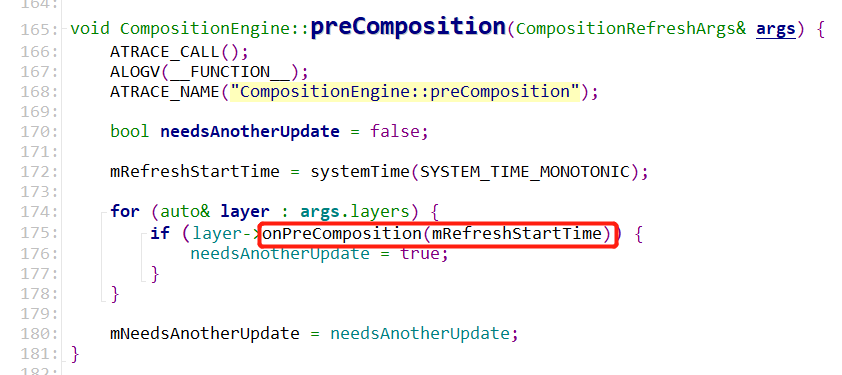 164:
165: void CompositionEngine::preComposition(CompositionRefreshArgs& args) {
166:     ATRACE_CALL();
167:     ALOGV(__FUNCTION__);
168:     ATRACE_NAME("CompositionEngine::preComposition");
169:
170:     bool needsAnotherUpdate = false;
171:
172:     mRefreshStartTime = systemTime(SYSTEM_TIME_MONOTONIC);
173:
174:     for (auto& layer : args.layers) {
175:         if (layer->onPreComposition(mRefreshStartTime)) {
176:             needsAnotherUpdate = true;
177:         }
178:     }
179:
180:     mNeedsAnotherUpdate = needsAnotherUpdate;
181: }
182: